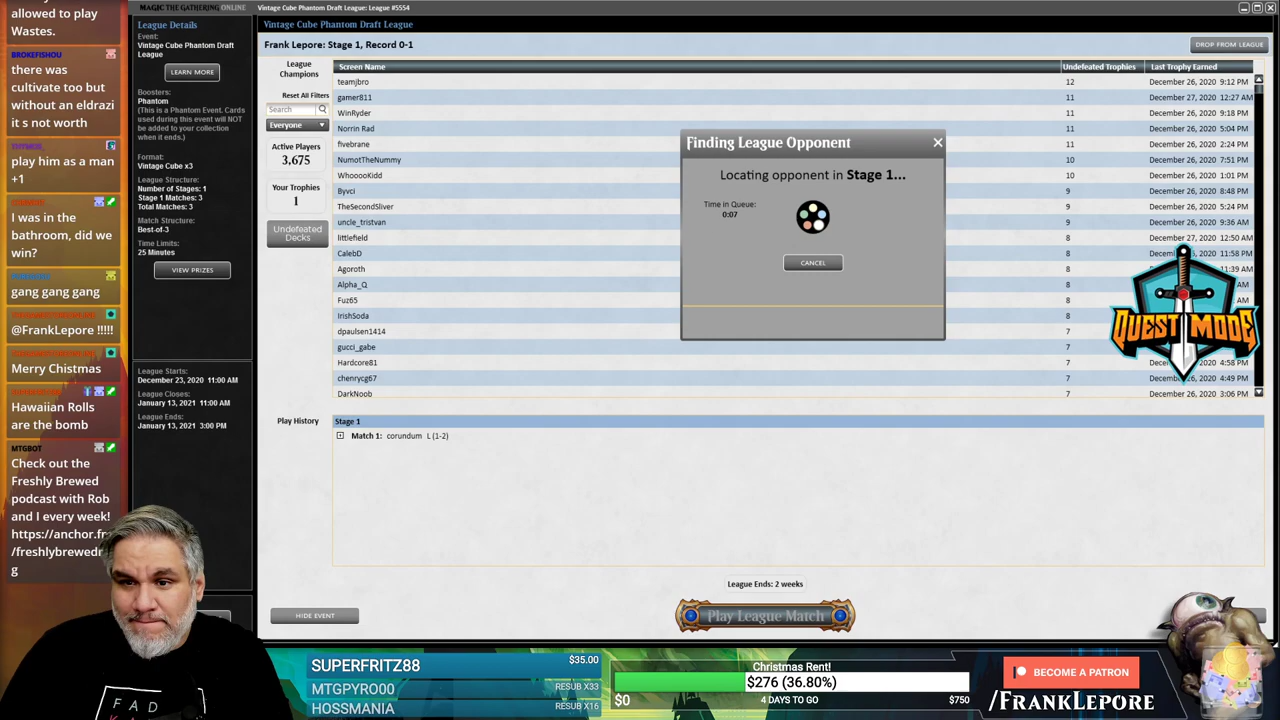 allowed to play
Wastes.
BROKEFISHOU
there was
cultivate too but
without an eldrazi
it s not worth
play him as a man
+1
I was in the
bathroom, did we
win?
gang gang gang
@FrankLepore !!!!!
Merry Chistmas
Hawaiian Rolls
are the bomb
MTGBOT
Check out the
Freshly Brewed
podcast with Rob
and I every week!
https://anchor.fr
/freshlybrewedr
g
MAGIC THE GATHERING ONLINE
Vintage Cube Phantom Draft League: League #5554
League Details
Event:
Vintage Cube Phantom Draft
League
LEARN MORE
Boosters:
Phantom
(This is a Phantom Event. Cards
used during this event will NOT
be added to your collection
when it ends.)
Format:
Vintage Cube x3
League Structure:
Number of Stages: 1
Stage 1 Matches: 3
Total Matches: 3
Match Structure:
Best-of-3
Time Limits:
25 Minutes
VIEW PRIZES
League Starts:
December 23, 2020 11:00 AM
League Closes:
January 13, 2021 11:00 AM
League Ends:
January 13, 2021 3:00 PM
Vintage Cube Phantom Draft League
Frank Lepore: Stage 1, Record 0-1
DROP FROM LEAGUE
League
Champions
Reset All Filters
Search
Everyone
Active Players
3,675
Your Trophies
1
Undefeated
Decks
Screen Name Undefeated Trophies Last Trophy Earned
teamjbro 12 December 26, 2020 9:12 PM
gamer811 11 December 27, 2020 12:27 AM
WinRyder 11 December 26, 2020 9:18 PM
Norrin Rad 11 December 26, 2020 5:04 PM
fivebrane 11 December 26, 2020 2:24 PM
NumotTheNummy 10 December 26, 2020 7:51 PM
WhooooKidd 10 December 26, 2020 1:01 PM
Byvci 9 December 26, 2020 8:48 PM
TheSecondSliver 9 December 26, 2020 5:24 PM
uncle_tristvan 9 December 26, 2020 9:36 AM
littlefield 8 December 27, 2020 12:50 AM
CalebD 8 11:58 PM
Agoroth 8 11:39 AM
Alpha_Q 8 AM
Fuz65 8 AM
IrishSoda 8
dpaulsen1414 7
gucci_gabe 7
Hardcore81 7 4:58 PM
chenrycg67 7 December 26, 2020 4:49 PM
DarkNoob 7 December 26, 2020 3:06 PM
Finding League Opponent
Locating opponent in Stage 1...
Time in Queue:
0:07
CANCEL
QUEST MODE
Play History
Stage 1
Match 1: corundum L (1-2)
League Ends: 2 weeks
HIDE EVENT
Play League Match
SUPERFRITZ88 $35.00
MTGPYRO00 RESUB X33
HOSSMANIA RESUB X16
Christmas Rent!
$276 (36.80%)
$0 4 DAYS TO GO $750
BECOME A PATRON
/FRANKLEPORE
FAD